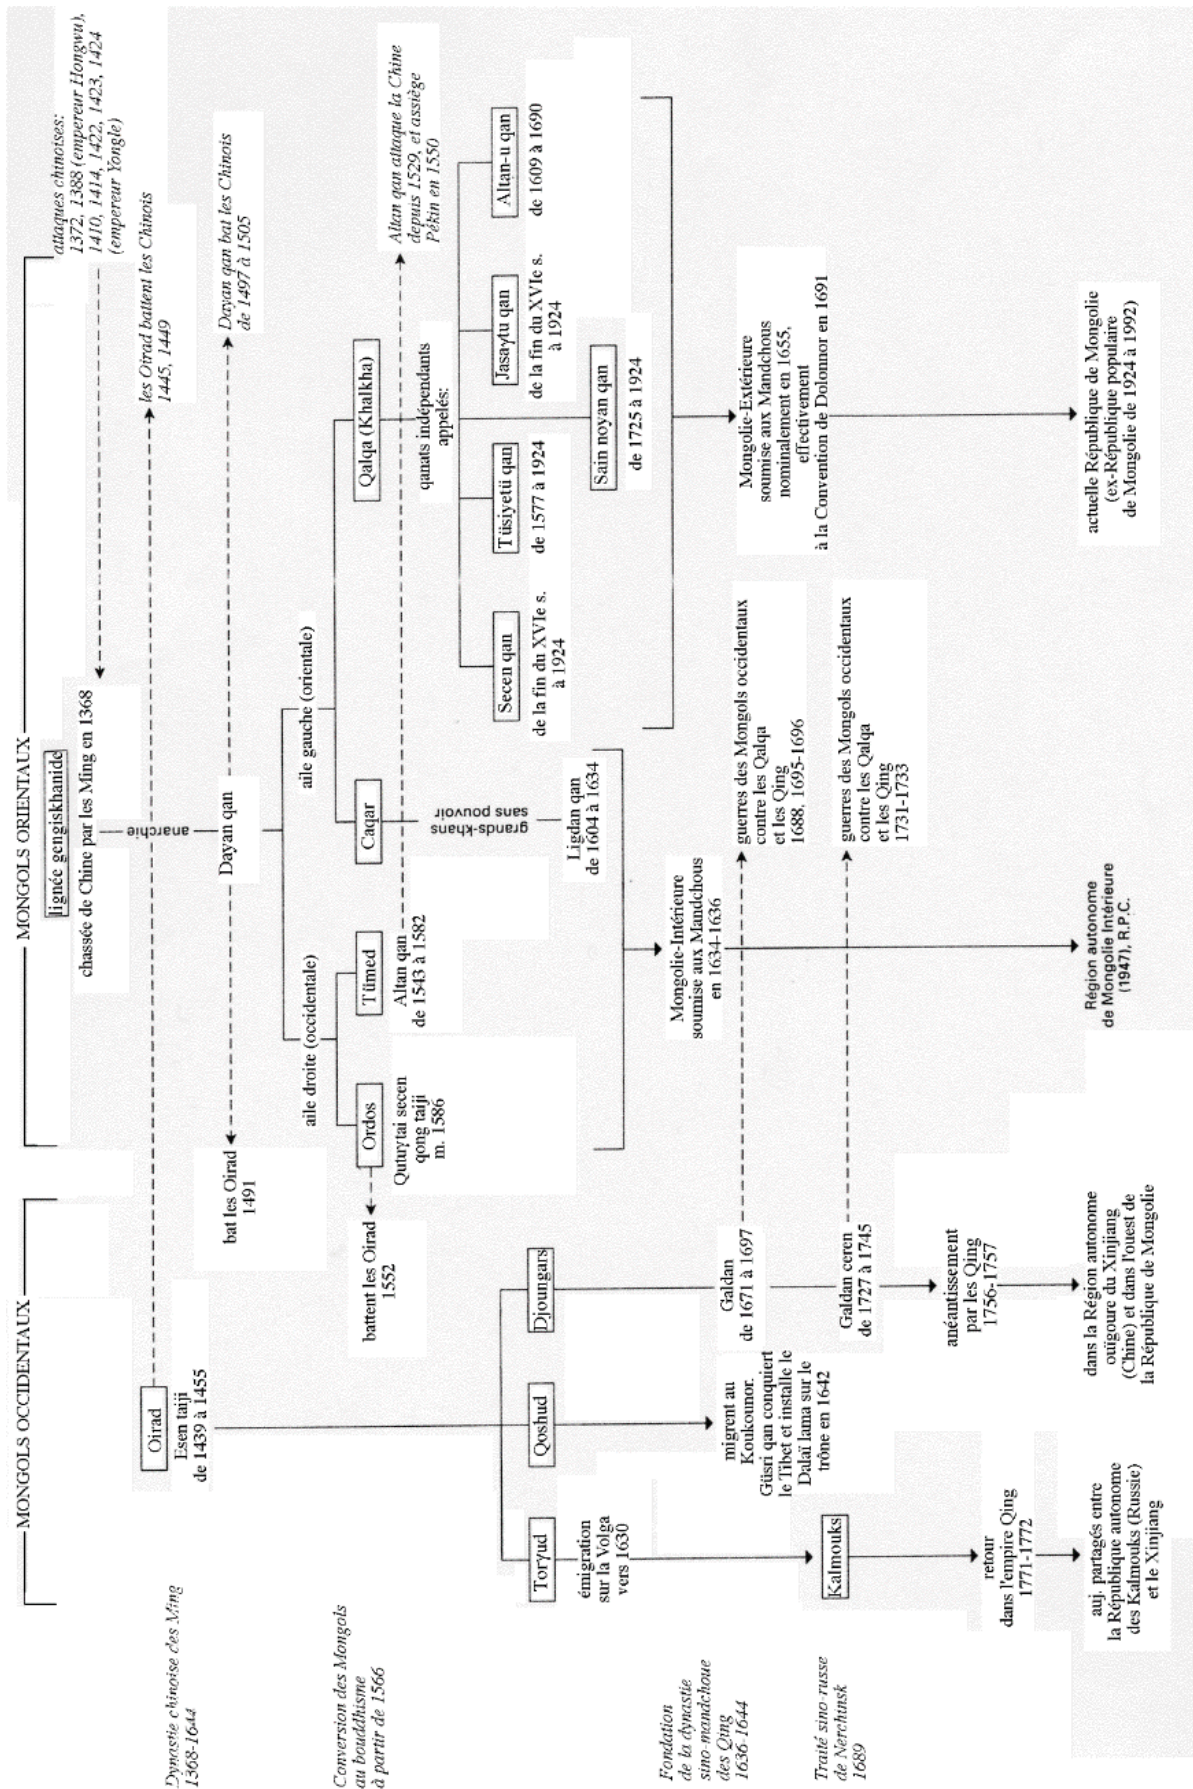 MONGOLS OCCIDENTAUX
MONGOLS ORIENTAUX
lignée gengiskhanide
chassée de Chine par les Ming en 1368
attaques chinoises:
1372, 1388 (empereur Hongwu),
1410, 1414, 1422, 1423, 1424
(empereur Yongle)
Dynastie chinoise des Ming
1368-1644
Oirad
Esen taiji
de 1439 à 1455
anarchie
les Oirad battent les Chinois
1445, 1449
bat les Oirad
1491
Dayan qan
Dayan qan bat les Chinois
de 1497 à 1505
aile droite (occidentale)
aile gauche (orientale)
Conversion des Mongols
au bouddhisme
à partir de 1566
battent les Oirad
1552
Ordos
Quturytai secen
qong taiji
m. 1586
Tümed
Altan qan
de 1543 à 1582
Caqar
grands-khans
sans pouvoir
Qalqa (Khalkha)
Altan qan attaque la Chine
depuis 1529, et assiège
Pékin en 1550
qanats indépendants
appelés:
Torγud
émigration
sur la Volga
vers 1630
Qoshud
Djoungars
Ligdan qan
de 1604 à 1634
Secen qan
de la fin du XVIe s.
à 1924
Tüsiyetü qan
de 1577 à 1924
Jasaγtu qan
de la fin du XVIe s.
à 1924
Altan-u qan
de 1609 à 1690
Sain noyan qan
de 1725 à 1924
Fondation
de la dynastie
sino-mandchoue
des Qing
1636-1644
migrent au
Koukounor.
Güsri qan conquiert
le Tibet et installe le
Dalaï lama sur le
trône en 1642
Galdan
de 1671 à 1697
Mongolie-Intérieure
soumise aux Mandchous
en 1634-1636
guerres des Mongols occidentaux
contre les Qalqa
et les Qing
1688, 1695-1696
Mongolie-Extérieure
soumise aux Mandchous
nominalement en 1655,
effectivement
à la Convention de Dolonnor en 1691
Traité sino-russe
de Nerchinsk
1689
Kalmouks
Galdan ceren
de 1727 à 1745
guerres des Mongols occidentaux
contre les Qalqa
et les Qing
1731-1733
retour
dans l'empire Qing
1771-1772
anéantissement
par les Qing
1756-1757
auj. partagés entre
la République autonome
des Kalmouks (Russie)
et le Xinjiang
dans la Région autonome
ouïgoure du Xinjiang
(Chine) et dans l'ouest de
la République de Mongolie
Région autonome
de Mongolie Intérieure
(1947), R.P.C.
actuelle République de Mongolie
(ex-République populaire
de Mongolie de 1924 à 1992)